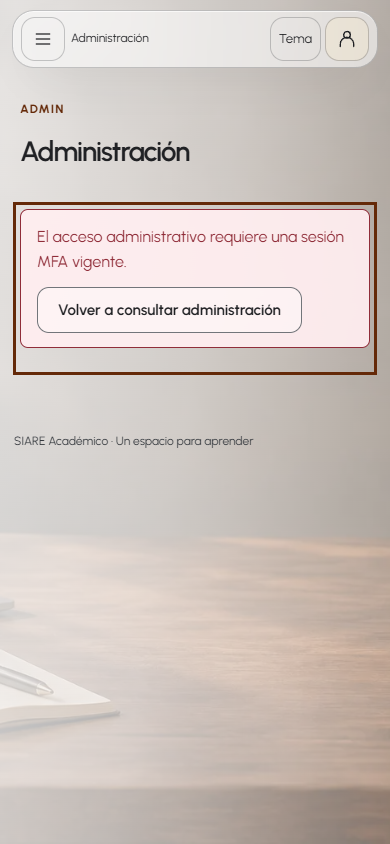 Administración
Tema
ADMIN
Administración
El acceso administrativo requiere una sesión
MFA vigente.
Volver a consultar administración
SIARE Académico · Un espacio para aprender